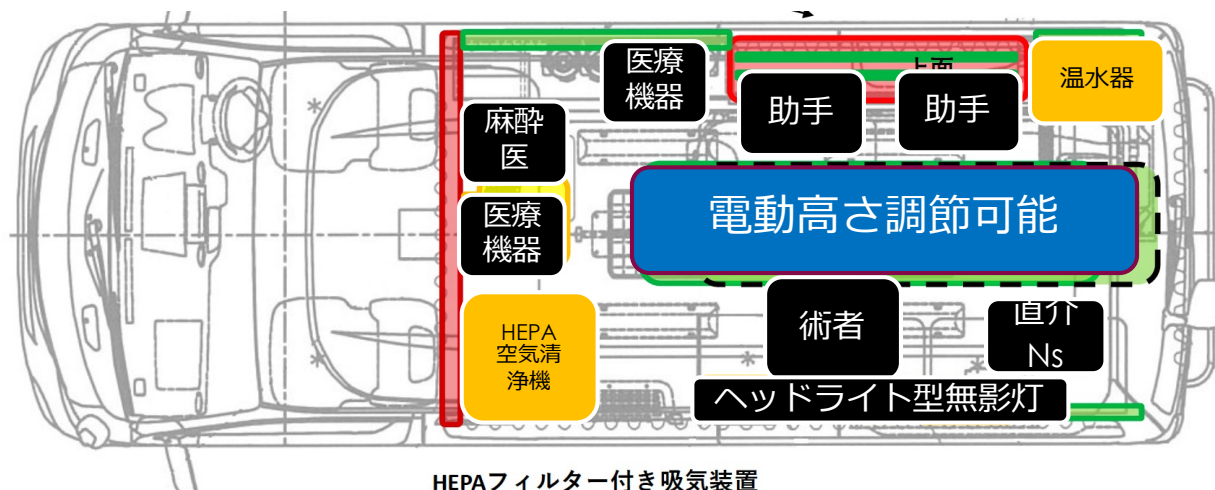 医療
機器
上面
助手
助手
温水器
麻酔
医
医療
機器
電動高さ調節可能
HEPA
空気清
浄機
術者
直介
Ns
ヘッドライト型無影灯
HEPAフィルター付き吸気装置